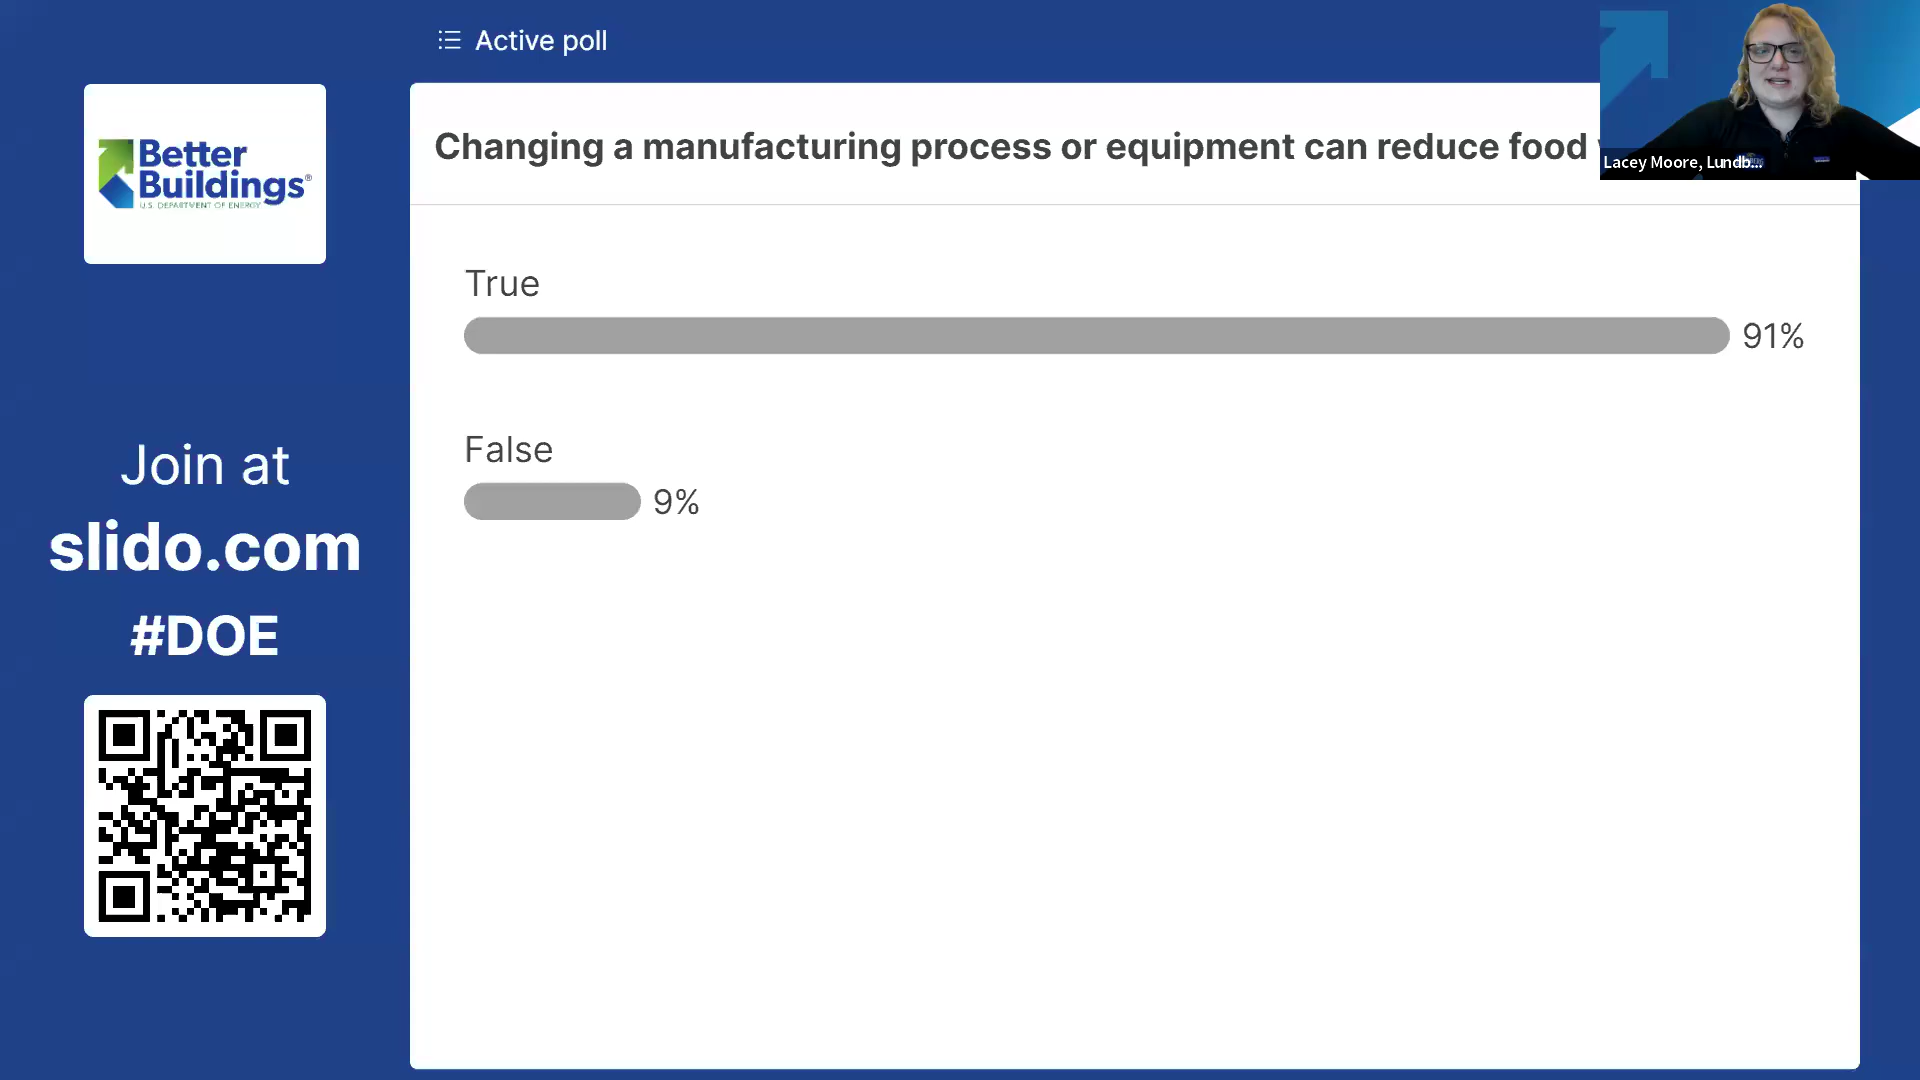 Active poll
Better
Buildings®
U.S. DEPARTMENT OF ENERGY
Changing a manufacturing process or equipment can reduce food
Lacey Moore, Lundb...
True
91%
False
9%
Join at
slido.com
#DOE